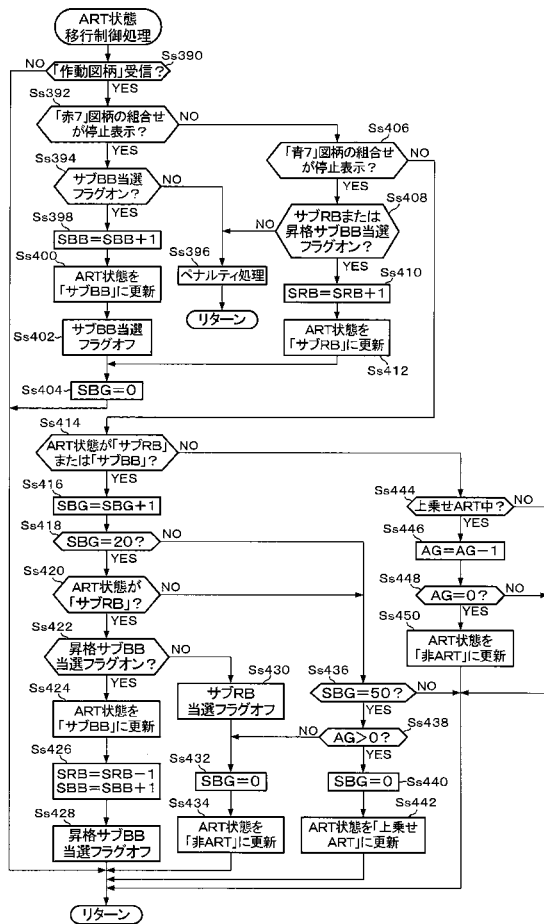 ART状態
移行制御処理
Ss390
NO
「作動図柄」受信？
YES
Ss392
「赤7」図柄の組合せ
が停止表示？
NO
YES
Ss394
サブBB当選
フラグオン？
NO
YES
Ss398
SBB=SBB+1
Ss400
ART状態を
「サブBB」に更新
Ss402
サブBB当選
フラグオフ
Ss404
SBG=0
Ss396
ペナルティ処理
リターン
Ss406
「青7」図柄の組合せ
が停止表示？
NO
YES
Ss408
サブRBまたは
昇格サブBB当選
フラグオン？
NO
YES
Ss410
SRB=SRB+1
ART状態を
「サブRB」に更新
Ss412
Ss414
ART状態が「サブRB」
または「サブBB」？
NO
YES
Ss416
SBG=SBG+1
Ss418
SBG=20？
NO
YES
Ss420
ART状態が
「サブRB」？
NO
YES
Ss422
昇格サブBB
当選フラグオン？
NO
YES
Ss424
ART状態を
「サブBB」に更新
Ss426
SRB=SRB−1
SBB=SBB+1
Ss428
昇格サブBB
当選フラグオフ
Ss430
サブRB
当選フラグオフ
Ss432
SBG=0
Ss434
ART状態を
「非ART」に更新
Ss436
SBG=50？
NO
YES
Ss438
AG>0？
NO
YES
SBG=0
Ss440
Ss442
ART状態を「上乗せ
ART」に更新
Ss444
上乗せART中？
NO
YES
Ss446
AG=AG−1
Ss448
AG=0？
NO
YES
Ss450
ART状態を
「非ART」に更新
リターン